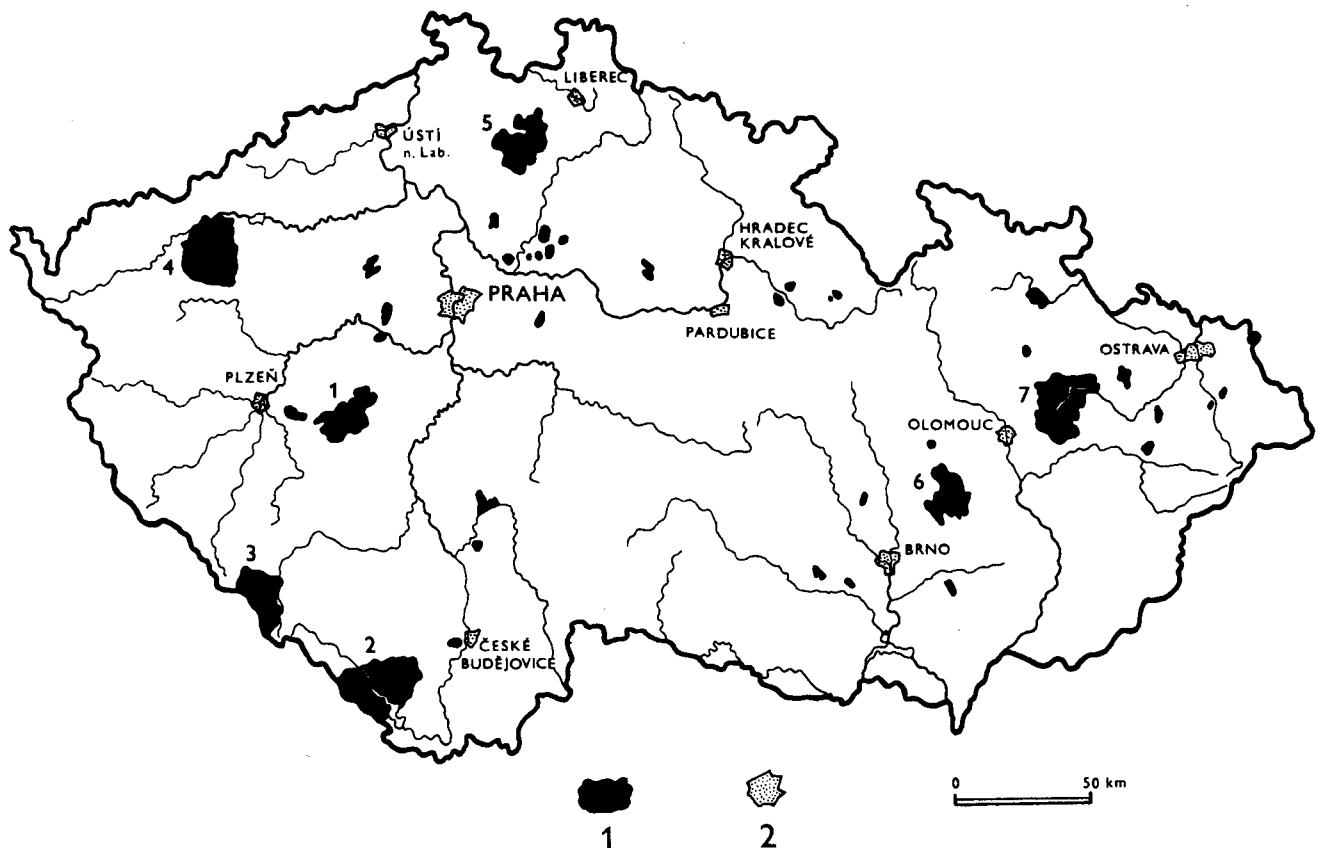 LIBEREC
5
ÚSTÍ
n. Lab.
HRADEC
KRALOVÉ
4
PRAHA
PARDUBICE
OSTRAVA
PLZEŇ
1
7
OLOMOUC
6
3
BRNO
2
ČESKÉ
BUDĚJOVICE
0 50 km
1 2